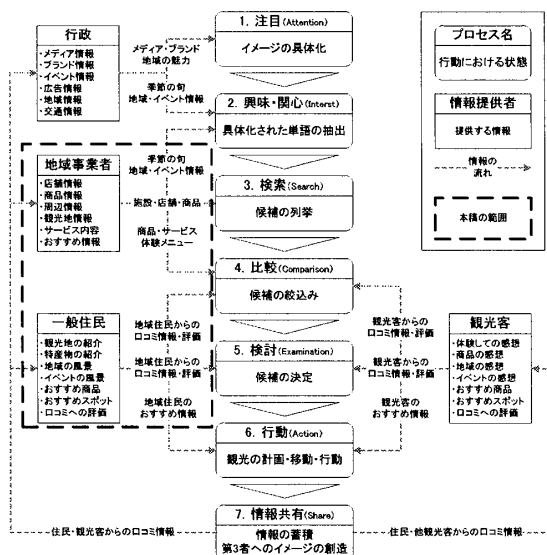 行政
・メディア情報
・ブランド情報
・イベント情報
・広告情報
・地域情報
・交通情報
メディア・ブランド
地域の魅力
季節の旬
地域・イベント情報
1. 注目(Attention)
イメージの具体化
2. 興味・関心(Interst)
具体化された単語の抽出
プロセス名
行動における状態
情報提供者
提供する情報
情報の
流れ
本稿の範囲
地域事業者
・店舗情報
・商品情報
・周辺情報
・観光地情報
・サービス内容
・おすすめ情報
季節の旬
地域・イベント情報
施設・店舗・商品
商品・サービス
体験メニュー
3. 検索(Search)
候補の列挙
4. 比較(Comparison)
候補の絞込み
一般住民
・観光地の紹介
・特産物の紹介
・地域の風景
・イベントの風景
・おすすめ商品
・おすすめスポット
・口コミへの評価
地域住民からの
口コミ情報・評価
地域住民からの
口コミ情報・評価
地域住民の
おすすめ情報
5. 検討(Examination)
候補の決定
6. 行動(Action)
観光の計画・移動・行動
観光客からの
口コミ情報・評価
観光客からの
口コミ情報・評価
観光客の
おすすめ情報
観光客
・体験しての感想
・商品の感想
・地域の感想
・イベントの感想
・おすすめ商品
・おすすめスポット
・口コミへの評価
7. 情報共有(Share)
情報の蓄積
第3者へのイメージの創造
住民・観光客からの口コミ情報
住民・他観光客からの口コミ情報